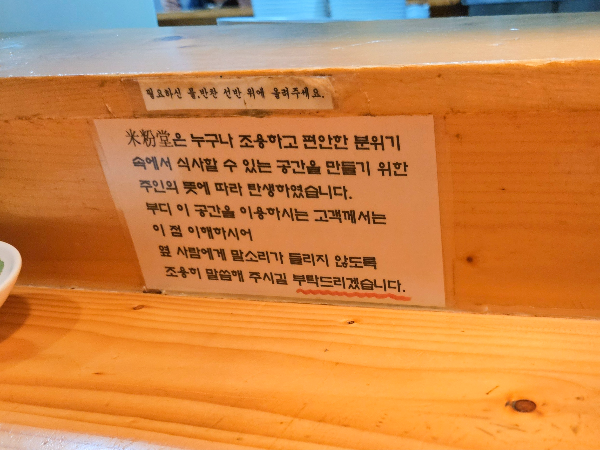 필요하신 물,반찬 선반 위에 올려주세요.
米粉堂은 누구나 조용하고 편안한 분위기
속에서 식사할 수 있는 공간을 만들기 위한
주인의 뜻에 따라 탄생하였습니다.
부디 이 공간을 이용하시는 고객께서는
이 점 이해하시어
옆 사람에게 말소리가 들리지 않도록
조용히 말씀해 주시길 부탁드리겠습니다.